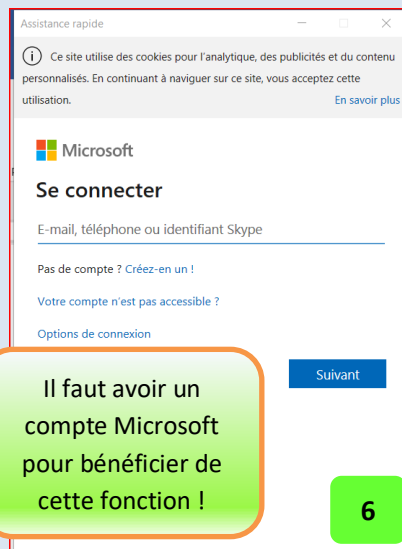 Assistance rapide
Ce site utilise des cookies pour l'analytique, des publicités et du contenu
personnalisés. En continuant à naviguer sur ce site, vous acceptez cette
utilisation. En savoir plus
Microsoft
Se connecter
E-mail, téléphone ou identifiant Skype
Pas de compte ? Créez-en un !
Votre compte n'est pas accessible ?
Options de connexion
Suivant
Il faut avoir un
compte Microsoft
pour bénéficier de
cette fonction !
6